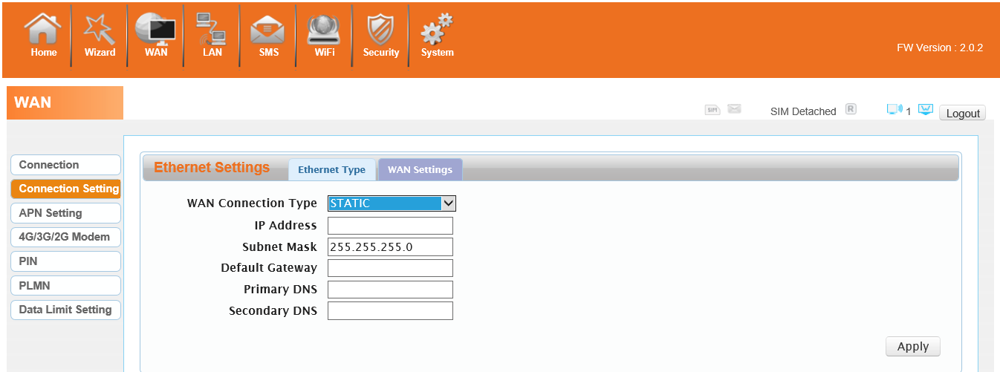 Home Wizard WAN LAN SMS WiFi Security System
FW Version : 2.0.2
WAN
SIM
SIM Detached R 1 Logout
Connection
Connection Setting
APN Setting
4G/3G/2G Modem
PIN
PLMN
Data Limit Setting
Ethernet Settings Ethernet Type WAN Settings
WAN Connection Type STATIC
IP Address
Subnet Mask 255.255.255.0
Default Gateway
Primary DNS
Secondary DNS
Apply